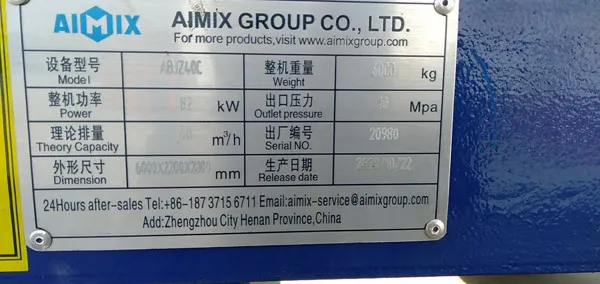 AIMIX AIMIX GROUP CO., LTD.
For more products,visit www.aimixgroup.com
设备型号 ABJZ40C 整机重量 kg
Model Weight
整机功率 82 kW 出口压力 Mpa
Power Outlet pressure
理论排量 40 m³/h 出厂编号 20980
Theory Capacity Serial NO.
外形尺寸 mm 生产日期
Dimension Release date
24Hours after-sales Tel:+86-187 3715 6711 Email:aimix-service@aimixgroup.com
Add:Zhengzhou City Henan Province,China